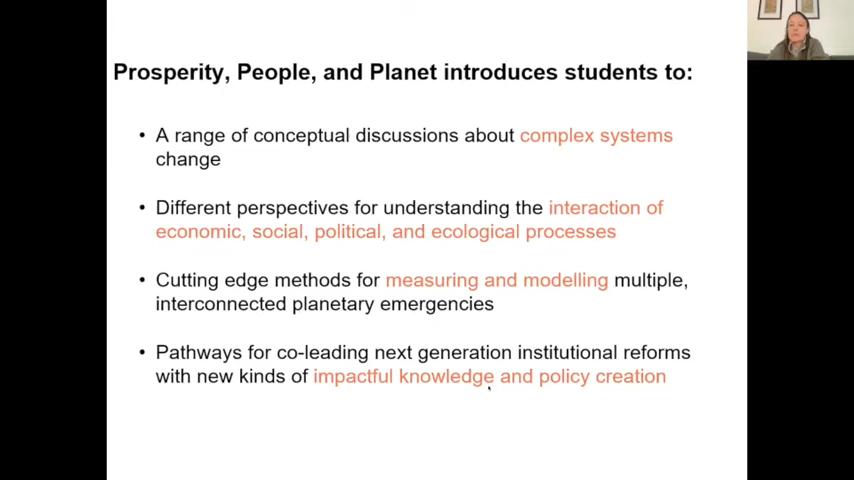 Prosperity, People, and Planet introduces students to:
• A range of conceptual discussions about complex systems
change
• Different perspectives for understanding the interaction of
economic, social, political, and ecological processes
• Cutting edge methods for measuring and modelling multiple,
interconnected planetary emergencies
• Pathways for co-leading next generation institutional reforms
with new kinds of impactful knowledge and policy creation